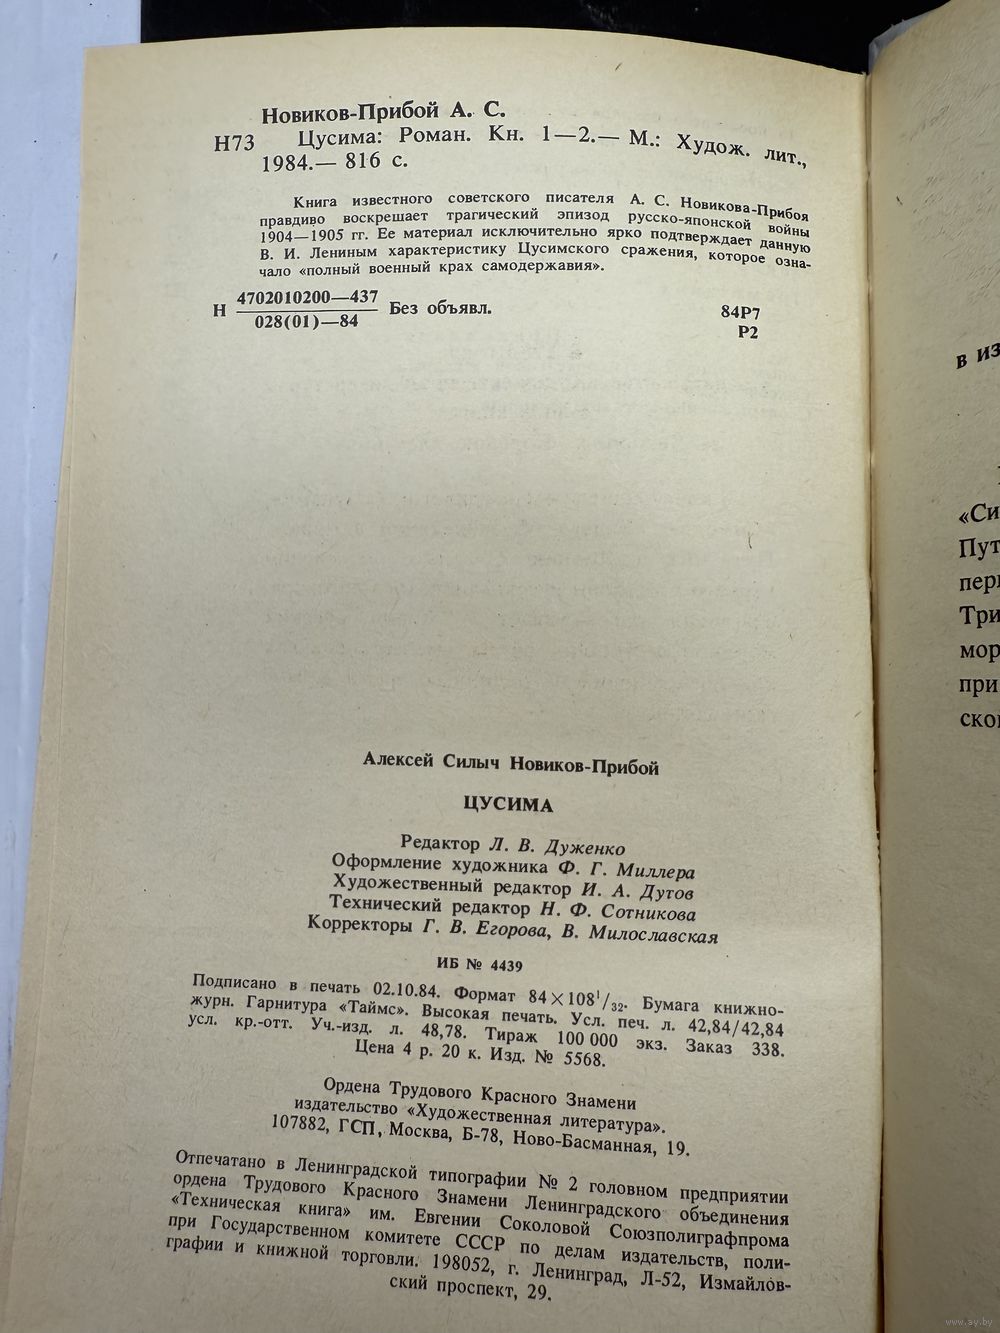 Новиков-Прибой А. С.
Н73 Цусима: Роман. Кн. 1—2.— М.: Худож. лит.,
1984.— 816 с.
Книга известного советского писателя А. С. Новикова-Прибоя
правдиво воскрешает трагический эпизод русско-японской войны
1904—1905 гг. Ее материал исключительно ярко подтверждает данную
В. И. Лениным характеристику Цусимского сражения, которое озна-
чало «полный военный крах самодержавия».
Н 4702010200—437 Без объявл. 84Р7
028(01)—84 Р2
Алексей Силыч Новиков-Прибой
ЦУСИМА
Редактор Л. В. Дуженко
Оформление художника Ф. Г. Миллера
Художественный редактор И. А. Дутов
Технический редактор Н. Ф. Сотникова
Корректоры Г. В. Егорова, В. Милославская
ИБ № 4439
Подписано в печать 02.10.84. Формат 84×108¹/₃₂. Бумага книжно-
журн. Гарнитура «Таймс». Высокая печать. Усл. печ. л. 42,84/42,84
усл. кр.-отт. Уч.-изд. л. 48,78. Тираж 100 000 экз. Заказ 338.
Цена 4 р. 20 к. Изд. № 5568.
Ордена Трудового Красного Знамени
издательство «Художественная литература».
107882, ГСП, Москва, Б-78, Ново-Басманная, 19.
Отпечатано в Ленинградской типографии № 2 головном предприятии
ордена Трудового Красного Знамени Ленинградского объединения
«Техническая книга» им. Евгении Соколовой Союзполиграфпрома
при Государственном комитете СССР по делам издательств, поли-
графии и книжной торговли. 198052, г. Ленинград, Л-52, Измайлов-
ский проспект, 29.
в из
«Си
Пут
пер
Три
мор
при
ско
www.ay.by